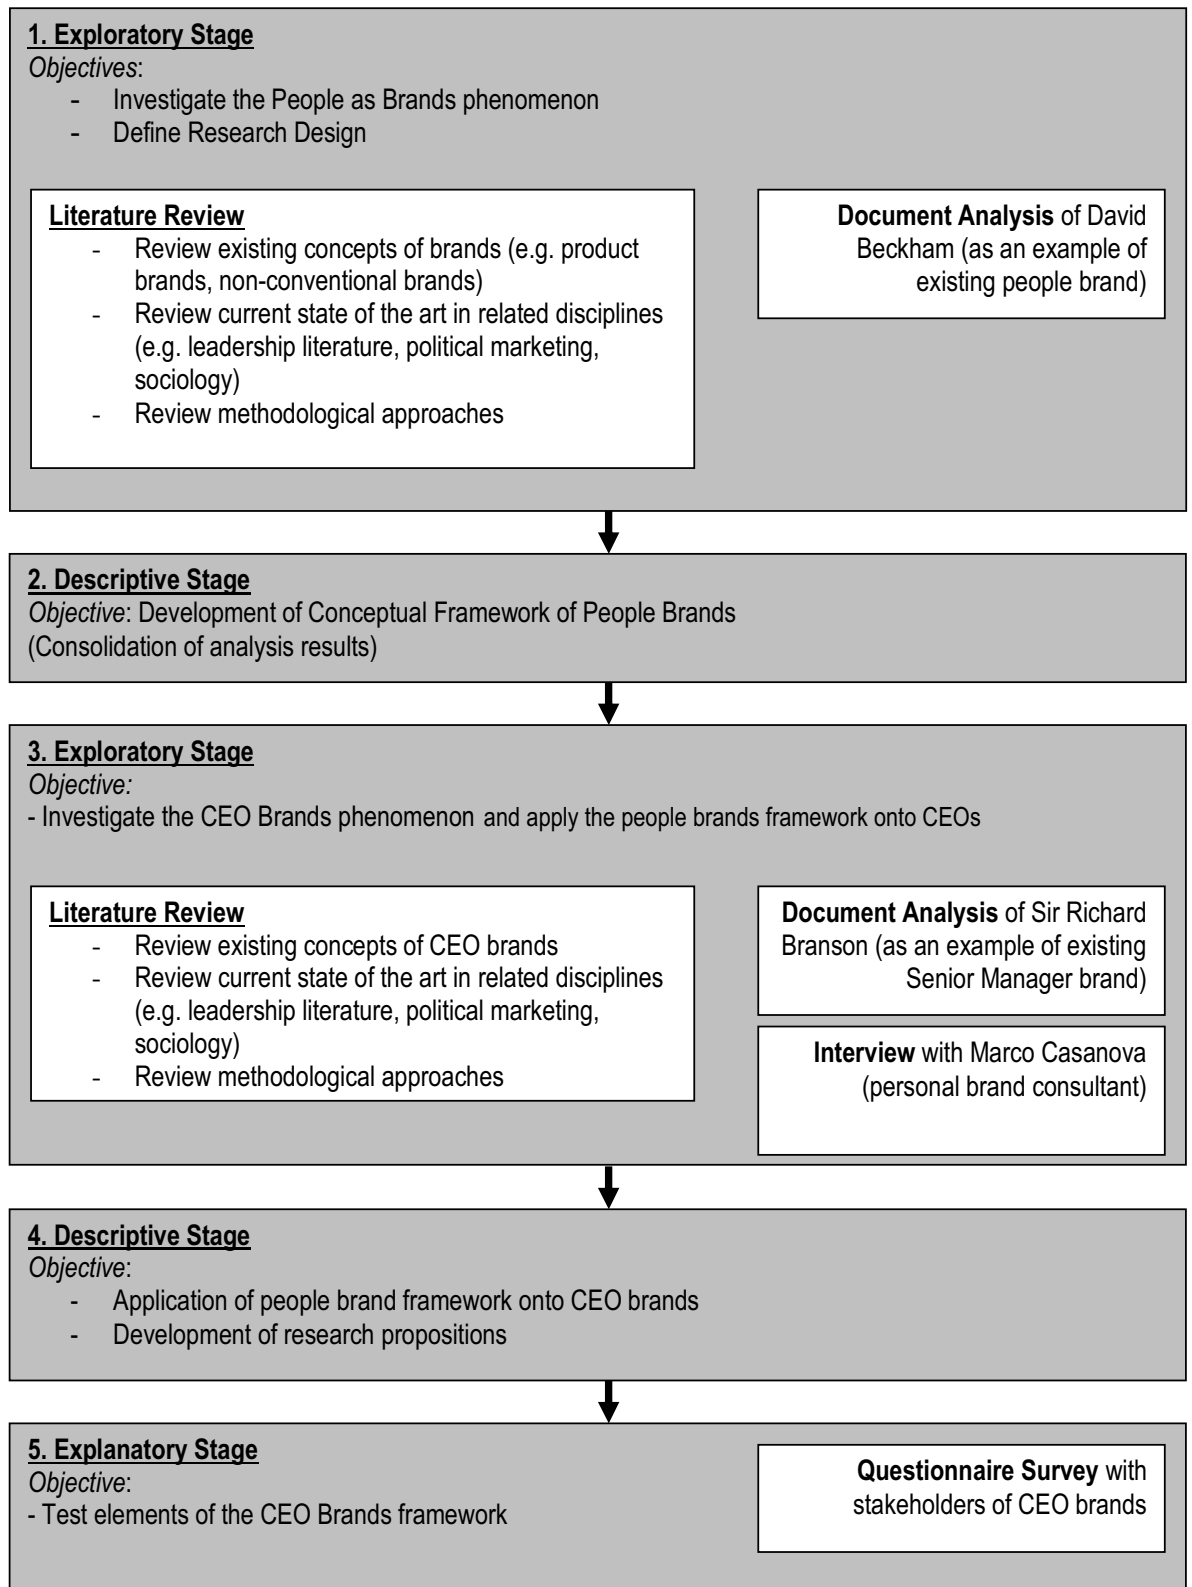 1. Exploratory Stage
Objectives:
- Investigate the People as Brands phenomenon
- Define Research Design
Literature Review
- Review existing concepts of brands (e.g. product
brands, non-conventional brands)
- Review current state of the art in related disciplines
(e.g. leadership literature, political marketing,
sociology)
- Review methodological approaches
Document Analysis of David
Beckham (as an example of
existing people brand)
2. Descriptive Stage
Objective: Development of Conceptual Framework of People Brands
(Consolidation of analysis results)
3. Exploratory Stage
Objective:
- Investigate the CEO Brands phenomenon and apply the people brands framework onto CEOs
Literature Review
- Review existing concepts of CEO brands
- Review current state of the art in related disciplines
(e.g. leadership literature, political marketing,
sociology)
- Review methodological approaches
Document Analysis of Sir Richard
Branson (as an example of existing
Senior Manager brand)
Interview with Marco Casanova
(personal brand consultant)
4. Descriptive Stage
Objective:
- Application of people brand framework onto CEO brands
- Development of research propositions
5. Explanatory Stage
Objective:
- Test elements of the CEO Brands framework
Questionnaire Survey with
stakeholders of CEO brands